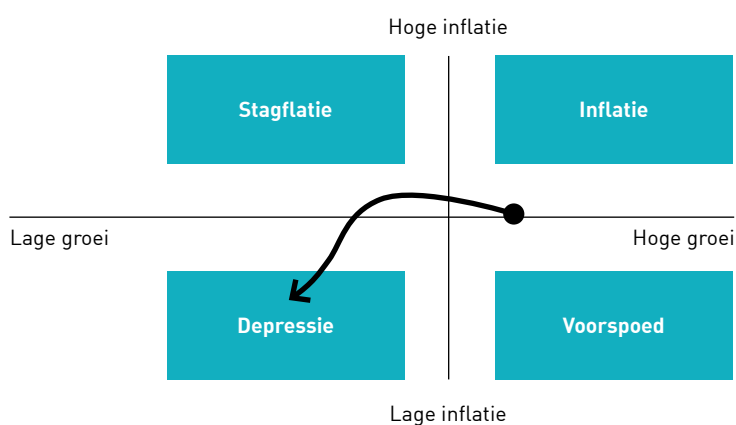 Hoge inflatie
Stagflatie
Inflatie
Lage groei
Hoge groei
Depressie
Voorspoed
Lage inflatie